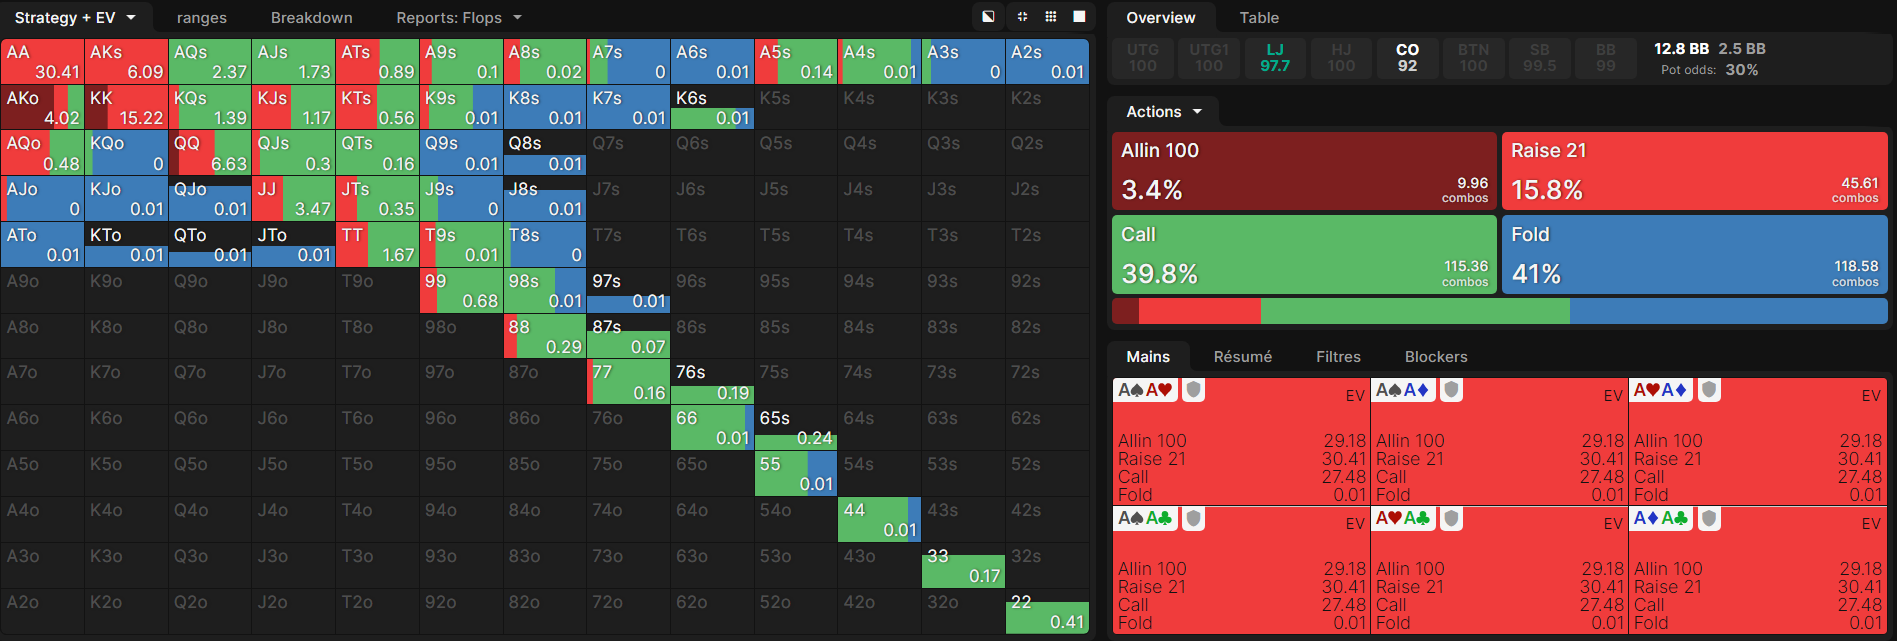 Strategy + EV ranges Breakdown Reports: Flops
AA 30.41 AKs 6.09 AQs 2.37 AJs 1.73 ATs 0.89 A9s 0.1 A8s 0.02 A7s 0 A6s 0.01 A5s 0.14 A4s 0.01 A3s 0 A2s 0.01
AKo 4.02 KK 15.22 KQs 1.39 KJs 1.17 KTs 0.56 K9s 0.01 K8s 0.01 K7s 0.01 K6s 0.01 K5s K4s K3s K2s
AQo 0.48 KQo 0 QQ 6.63 QJs 0.3 QTs 0.16 Q9s 0.01 Q8s 0.01 Q7s Q6s Q5s Q4s Q3s Q2s
AJo 0 KJo 0.01 QJo 0.01 JJ 3.47 JTs 0.35 J9s 0 J8s 0.01 J7s J6s J5s J4s J3s J2s
ATo 0.01 KTo 0.01 QTo 0.01 JTo 0.01 TT 1.67 T9s 0.01 T8s 0 T7s T6s T5s T4s T3s T2s
A9o K9o Q9o J9o T9o 99 0.68 98s 0.01 97s 0.01 96s 95s 94s 93s 92s
A8o K8o Q8o J8o T8o 98o 88 0.29 87s 0.07 86s 85s 84s 83s 82s
A7o K7o Q7o J7o T7o 97o 87o 77 0.16 76s 0.19 75s 74s 73s 72s
A6o K6o Q6o J6o T6o 96o 86o 76o 66 0.01 65s 0.24 64s 63s 62s
A5o K5o Q5o J5o T5o 95o 85o 75o 65o 55 0.01 54s 53s 52s
A4o K4o Q4o J4o T4o 94o 84o 74o 64o 54o 44 0.01 43s 42s
A3o K3o Q3o J3o T3o 93o 83o 73o 63o 53o 43o 33 0.17 32s
A2o K2o Q2o J2o T2o 92o 82o 72o 62o 52o 42o 32o 22 0.41
Overview Table
UTG UTG1 LJ HJ CO BTN SB BB 12.8 BB 2.5 BB
100 100 97.7 100 92 100 99.5 99 Pot odds: 30%
Actions
Allin 100 Raise 21
3.4% 9.96 combos 15.8% 45.61 combos
Call Fold
39.8% 115.36 combos 41% 118.58 combos
Mains Résumé Filtres Blockers
A♠A♥ EV A♠A♦ EV A♥A♦ EV
Allin 100 29.18 Allin 100 29.18 Allin 100 29.18
Raise 21 30.41 Raise 21 30.41 Raise 21 30.41
Call 27.48 Call 27.48 Call 27.48
Fold 0.01 Fold 0.01 Fold 0.01
A♠A♣ EV A♥A♣ EV A♦A♣ EV
Allin 100 29.18 Allin 100 29.18 Allin 100 29.18
Raise 21 30.41 Raise 21 30.41 Raise 21 30.41
Call 27.48 Call 27.48 Call 27.48
Fold 0.01 Fold 0.01 Fold 0.01